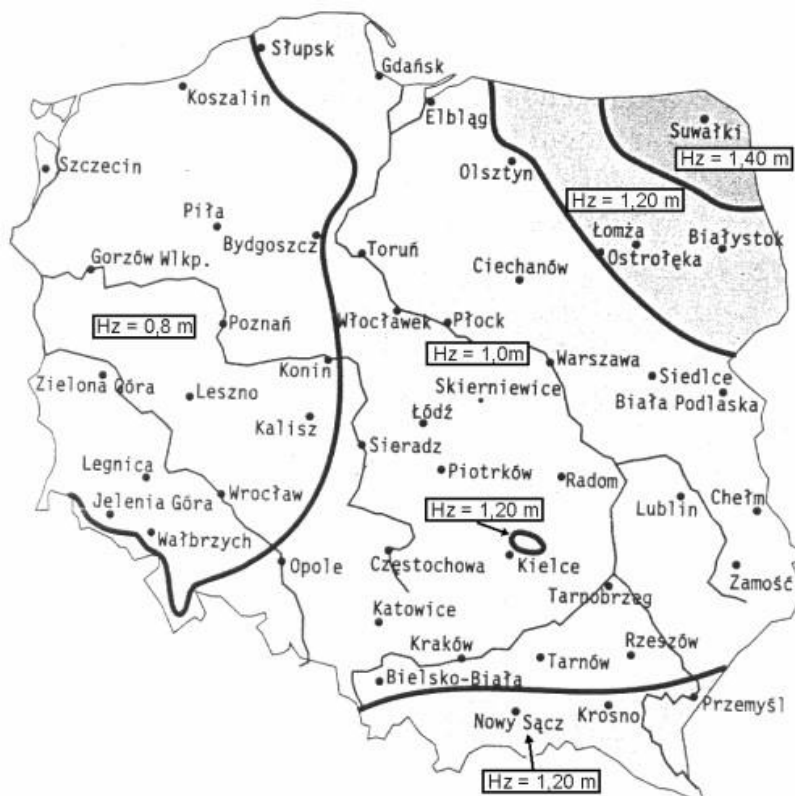 Słupsk
Gdańsk
Koszalin
Elbląg
Suwałki
Hz = 1,40 m
Szczecin
Olsztyn
Hz = 1,20 m
Piła
Bydgoszcz
Łomża
Białystok
Ostrołęka
Toruń
Gorzów Wlkp.
Ciechanów
Hz = 0,8 m
Poznań
Włocławek
Płock
Hz = 1,0m
Warszawa
Konin
Siedlce
Zielona Góra
Leszno
Skierniewice
Biała Podlaska
Łódź
Kalisz
Sieradz
Legnica
Piotrków
Radom
Wrocław
Lublin
Chełm
Jelenia Góra
Hz = 1,20 m
Wałbrzych
Opole
Częstochowa
Kielce
Zamość
Tarnobrzeg
Katowice
Kraków
Rzeszów
Tarnów
Bielsko-Biała
Przemyśl
Krosno
Nowy Sącz
Hz = 1,20 m